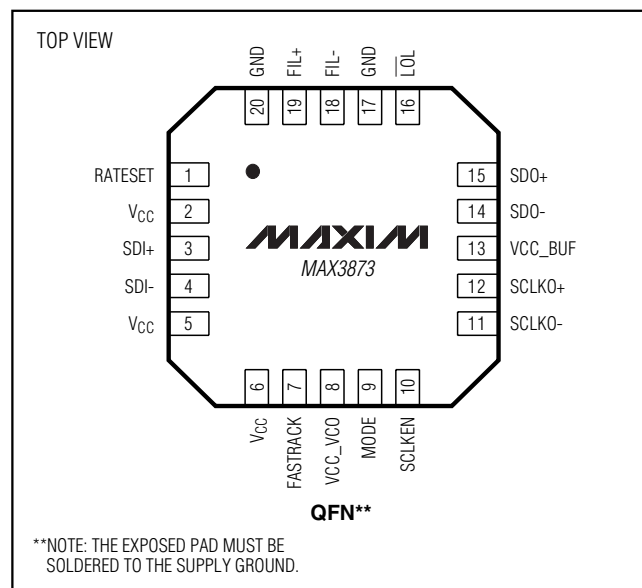 TOP VIEW
GND
FIL+
FIL-
GND
LOL
20
19
18
17
16
RATESET 1
VCC 2
SDI+ 3
SDI- 4
VCC 5
MAXIM
MAX3873
15 SDO+
14 SDO-
13 VCC_BUF
12 SCLKO+
11 SCLKO-
6
7
8
9
10
VCC
FASTRACK
VCC_VCO
MODE
SCLKEN
QFN**
**NOTE: THE EXPOSED PAD MUST BE
SOLDERED TO THE SUPPLY GROUND.